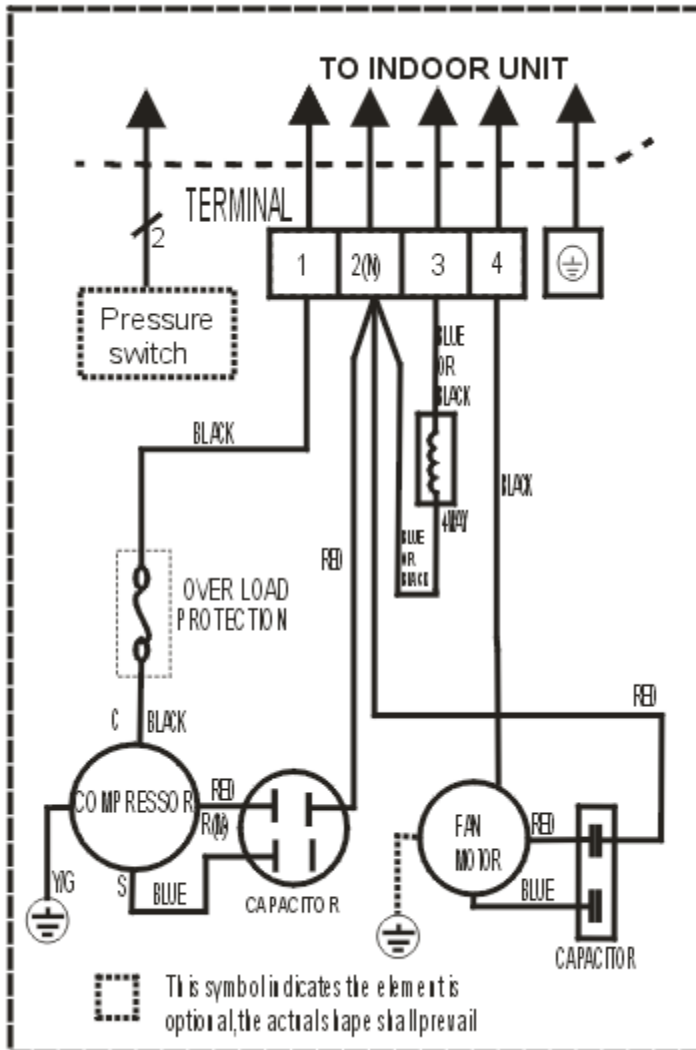 TO INDOOR UNIT
TERMINAL
2
1 2(N) 3 4
Pressure
switch
BLUE
OR
BLACK
BLACK
BLACK
4WAY
RED
BLUE
OR
BLACK
OVER LOAD
PROTECTION
C BLACK
RED
COMPRESSOR
RED
R(M)
FAN
MOTOR
RED
Y/G
S
BLUE
CAPACITOR
BLUE
CAPACITOR
This symbol indicates the element is
optional,the actual shape shall prevail